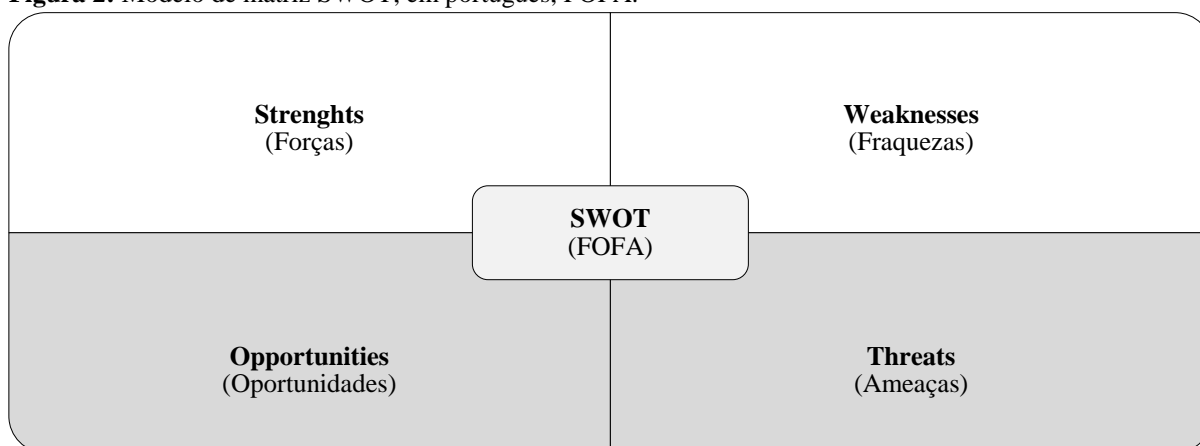 Figura 2: Modelo de matriz SWOT, em português, FOFA.
Strenghts
(Forças)
Weaknesses
(Fraquezas)
SWOT
(FOFA)
Opportunities
(Oportunidades)
Threats
(Ameaças)